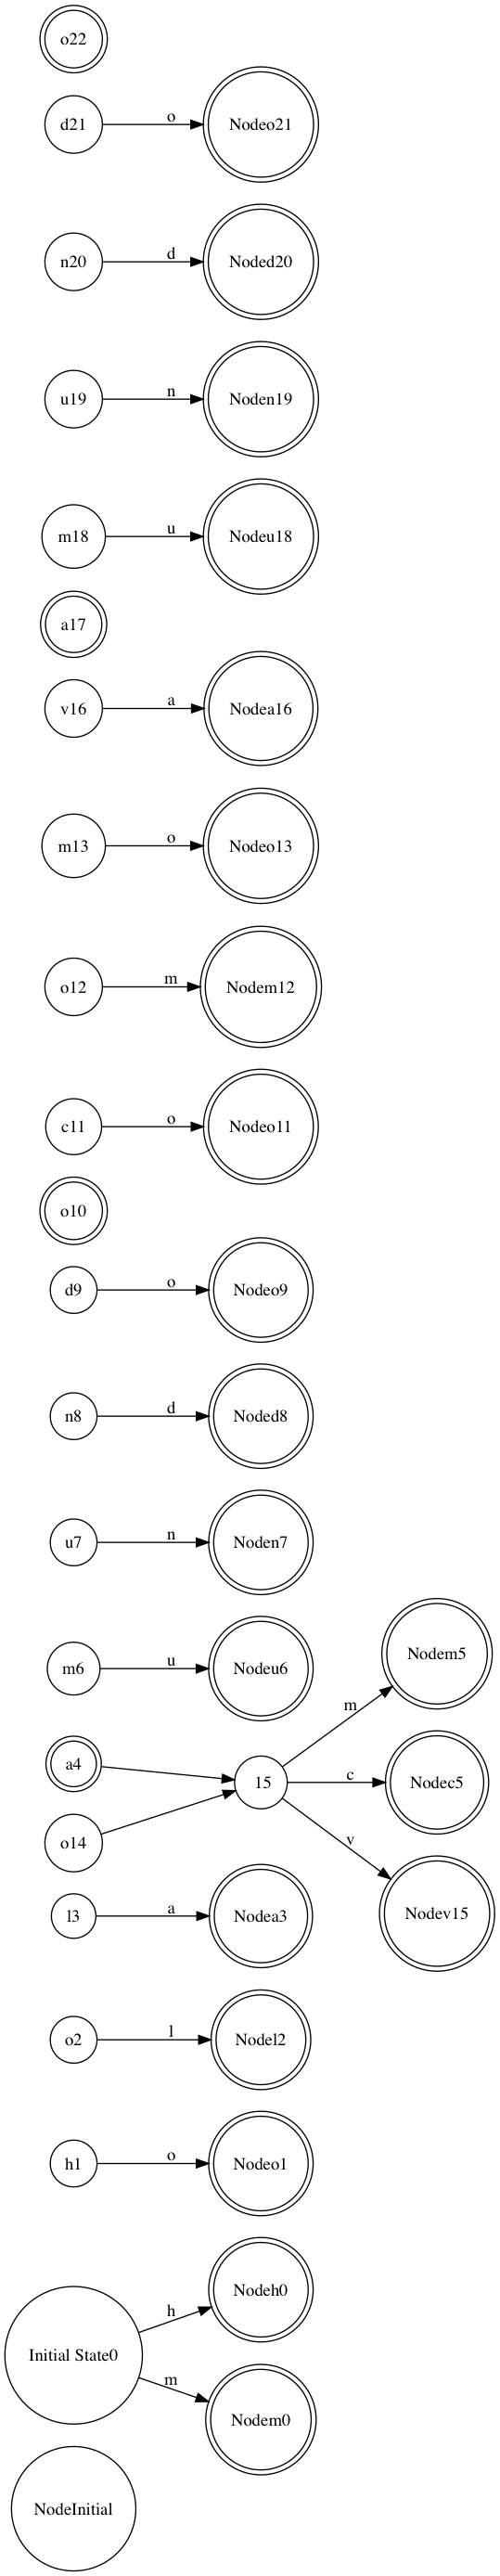 o22
d21 o Nodeo21
n20 d Noded20
u19 n Noden19
m18 u Nodeu18
a17
v16 a Nodea16
m13 o Nodeo13
o12 m Nodem12
c11 o Nodeo11
o10
d9 o Nodeo9
n8 d Noded8
u7 n Noden7
m6 u Nodeu6
Nodem5
m
a4
15 c Nodec5
o14
v
Nodev15
l3 a Nodea3
o2 l Nodel2
h1 o Nodeo1
Nodeh0
h
Initial State0
m
Nodem0
NodeInitial